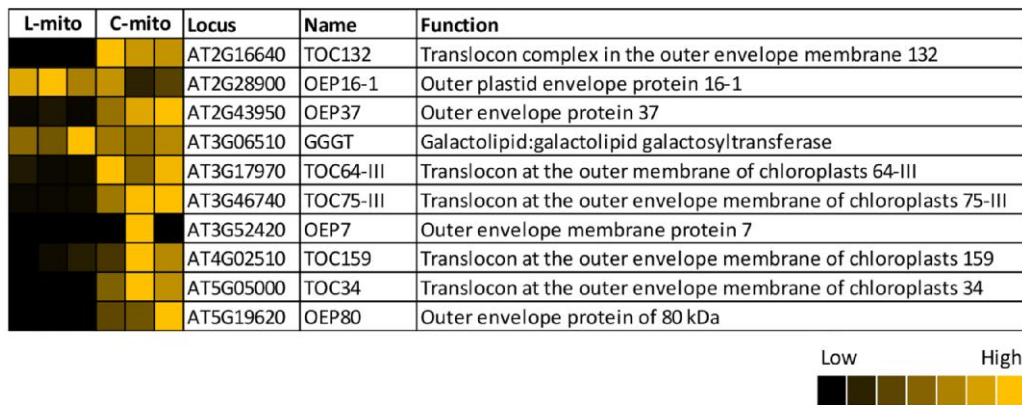 L-mito C-mito Locus Name Function
AT2G16640 TOC132 Translocon complex in the outer envelope membrane 132
AT2G28900 OEP16-1 Outer plastid envelope protein 16-1
AT2G43950 OEP37 Outer envelope protein 37
AT3G06510 GGGT Galactolipid:galactolipid galactosyltransferase
AT3G17970 TOC64-III Translocon at the outer membrane of chloroplasts 64-III
AT3G46740 TOC75-III Translocon at the outer envelope membrane of chloroplasts 75-III
AT3G52420 OEP7 Outer envelope membrane protein 7
AT4G02510 TOC159 Translocon at the outer envelope membrane of chloroplasts 159
AT5G05000 TOC34 Translocon at the outer envelope membrane of chloroplasts 34
AT5G19620 OEP80 Outer envelope protein of 80 kDa
Low High